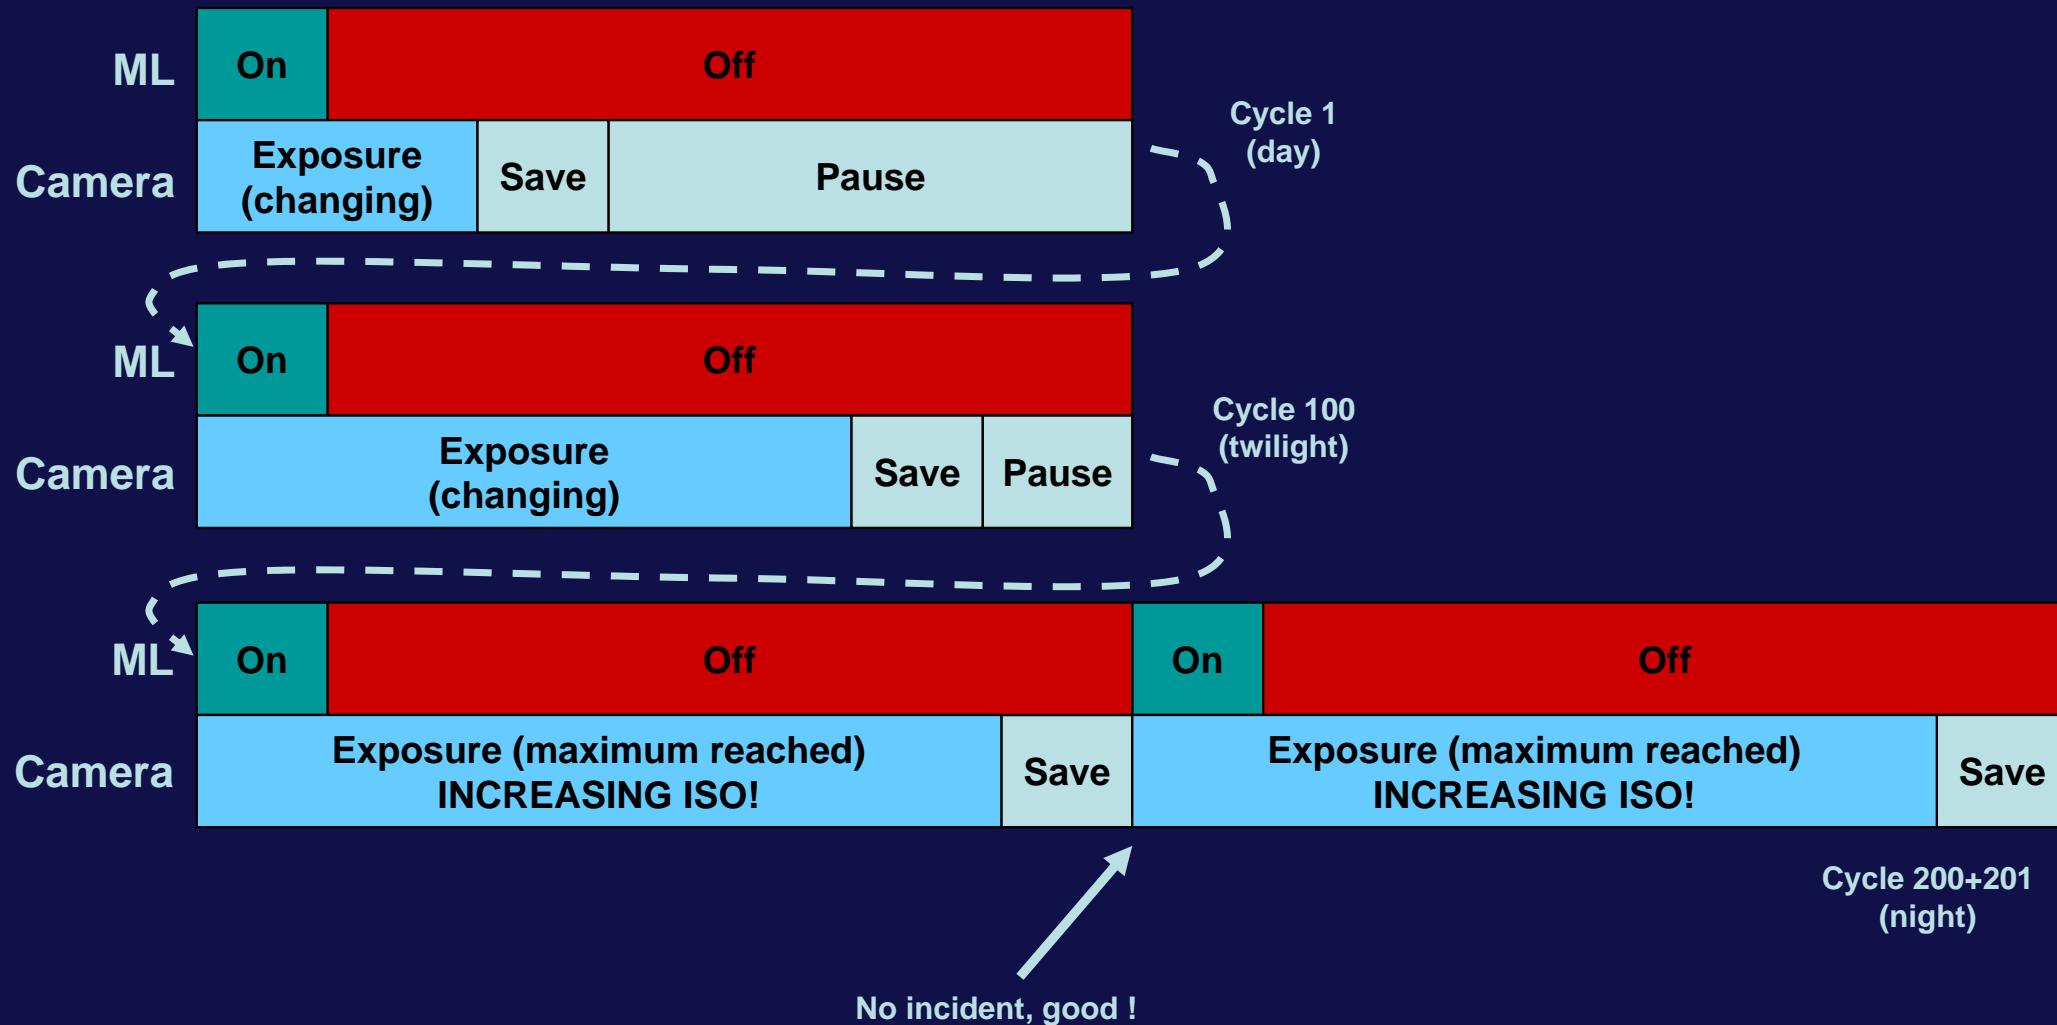 ML
On
Off
Camera
Exposure
(changing)
Save
Pause
Cycle 1
(day)
ML
On
Off
Camera
Exposure
(changing)
Save
Pause
Cycle 100
(twilight)
ML
On
Off
On
Off
Camera
Exposure (maximum reached)
INCREASING ISO!
Save
Exposure (maximum reached)
INCREASING ISO!
Save
Cycle 200+201
(night)
No incident, good !